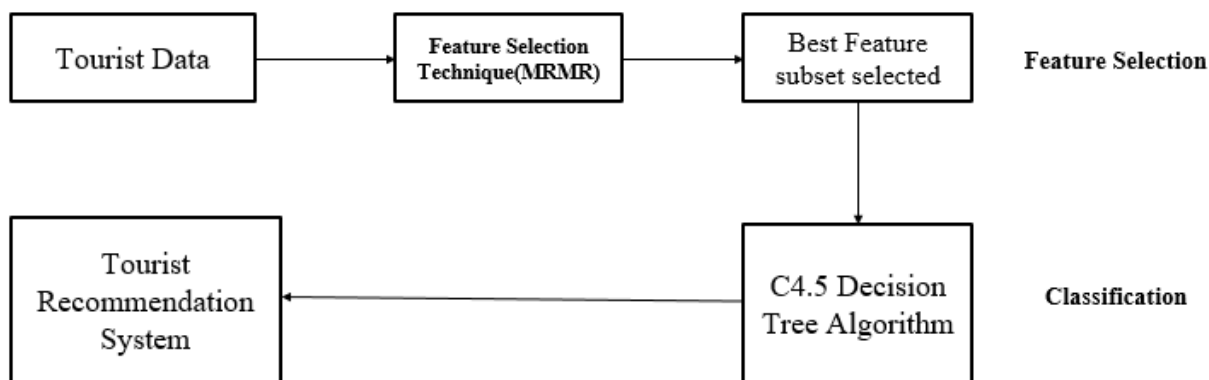 Tourist Data
Feature Selection
Technique(MRMR)
Best Feature
subset selected
Feature Selection
Tourist
Recommendation
System
C4.5 Decision
Tree Algorithm
Classification